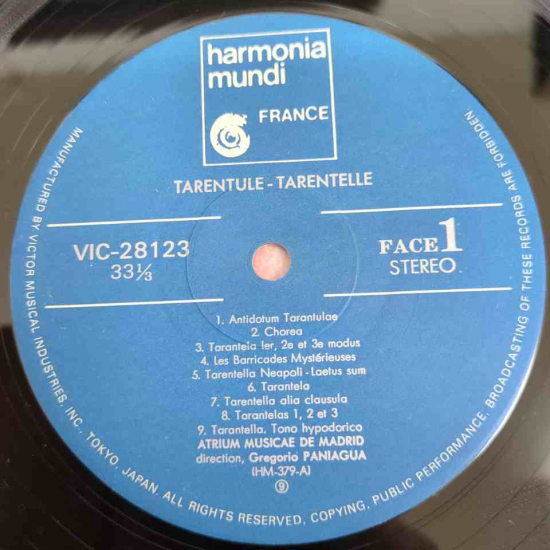 harmonia
mundi
FRANCE
TARENTULE - TARENTELLE
VIC-28123
33⅓
FACE 1
STEREO
1. Antidotum Tarantulae
2. Chorea
3. Tarantela ler, 2e et 3e modus
4. Les Barricades Mystérieuses
5. Tarentella Neapoli - Laetus sum
6. Tarantela
7. Tarentella alia clausula
8. Tarantelas 1, 2 et 3
9. Tarantella. Tono hypodorico
ATRIUM MUSICAE DE MADRID
direction, Gregorio PANIAGUA
(HM-379-A)
⑨
MANUFACTURED BY VICTOR MUSICAL INDUSTRIES, INC. TOKYO, JAPAN. ALL RIGHTS RESERVED, COPYING, PUBLIC PERFORMANCE, BROADCASTING OF THESE RECORDS ARE FORBIDDEN.